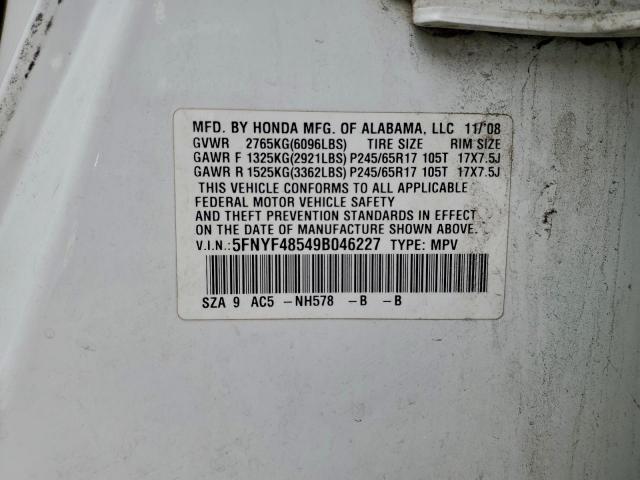 MFD. BY HONDA MFG. OF ALABAMA, LLC 11/'08
GVWR 2765KG(6096LBS) TIRE SIZE RIM SIZE
GAWR F 1325KG(2921LBS) P245/65R17 105T 17X7.5J
GAWR R 1525KG(3362LBS) P245/65R17 105T 17X7.5J
THIS VEHICLE CONFORMS TO ALL APPLICABLE
FEDERAL MOTOR VEHICLE SAFETY
AND THEFT PREVENTION STANDARDS IN EFFECT
ON THE DATE OF MANUFACTURE SHOWN ABOVE.
V.I.N.: 5FNYF48549B046227 TYPE: MPV
SZA 9 AC5 -NH578 -B -B